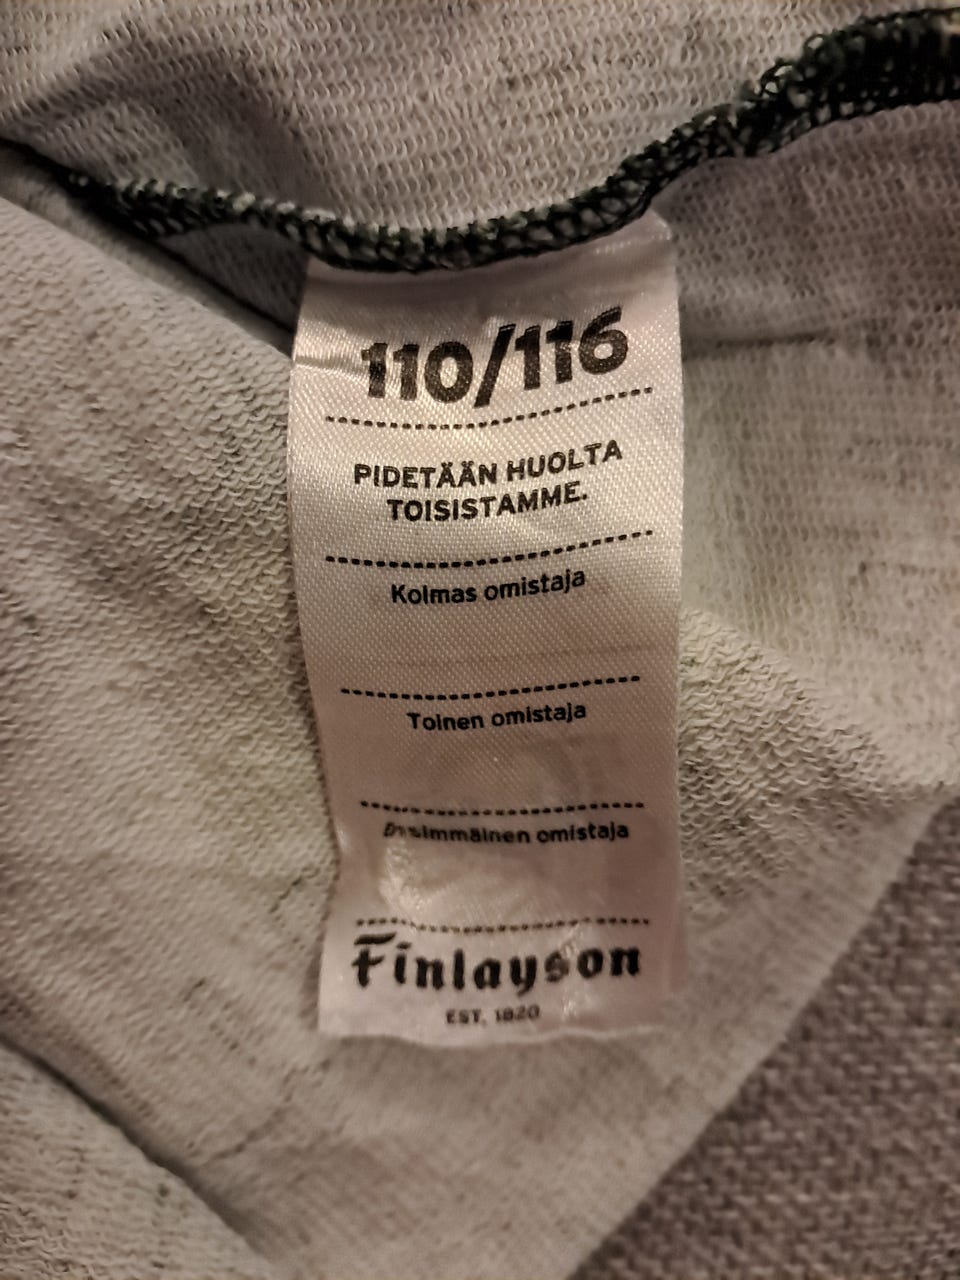 110/116
PIDETÄÄN HUOLTA
TOISISTAMME.
Kolmas omistaja
Toinen omistaja
Ensimmäinen omistaja
Finlayson
EST. 1820